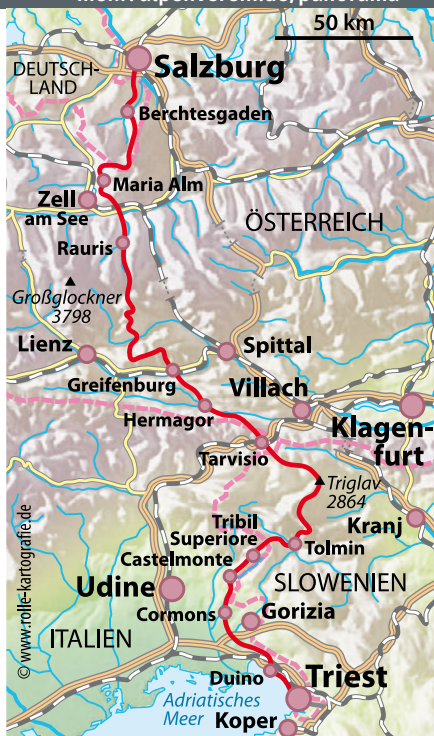 50 km
Salzburg
DEUTSCH-
LAND
Berchtesgaden
Maria Alm
Zell
am See
ÖSTERREICH
Rauris
Großglockner
3798
Lienz
Spittal
Greifenburg
Villach
Hermagor
Klagen-
furt
Tarvisio
Triglav
2864
Tribil
Superiore
Kranj
Tolmin
Castelmonte
Udine
SLOWENIEN
Cormons
Gorizia
ITALIEN
Duino
Triest
Adriatisches
Meer
Koper
© www.rolle-kartografie.de